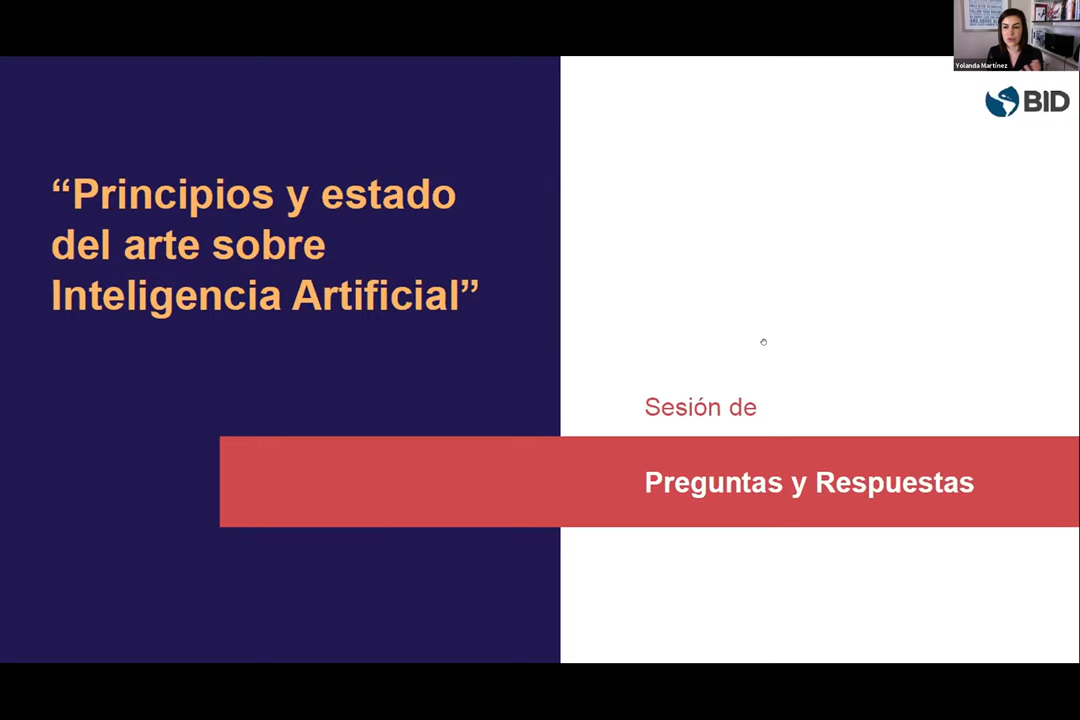 Yolanda Martínez
BID
“Principios y estado
del arte sobre
Inteligencia Artificial”
Sesión de
Preguntas y Respuestas